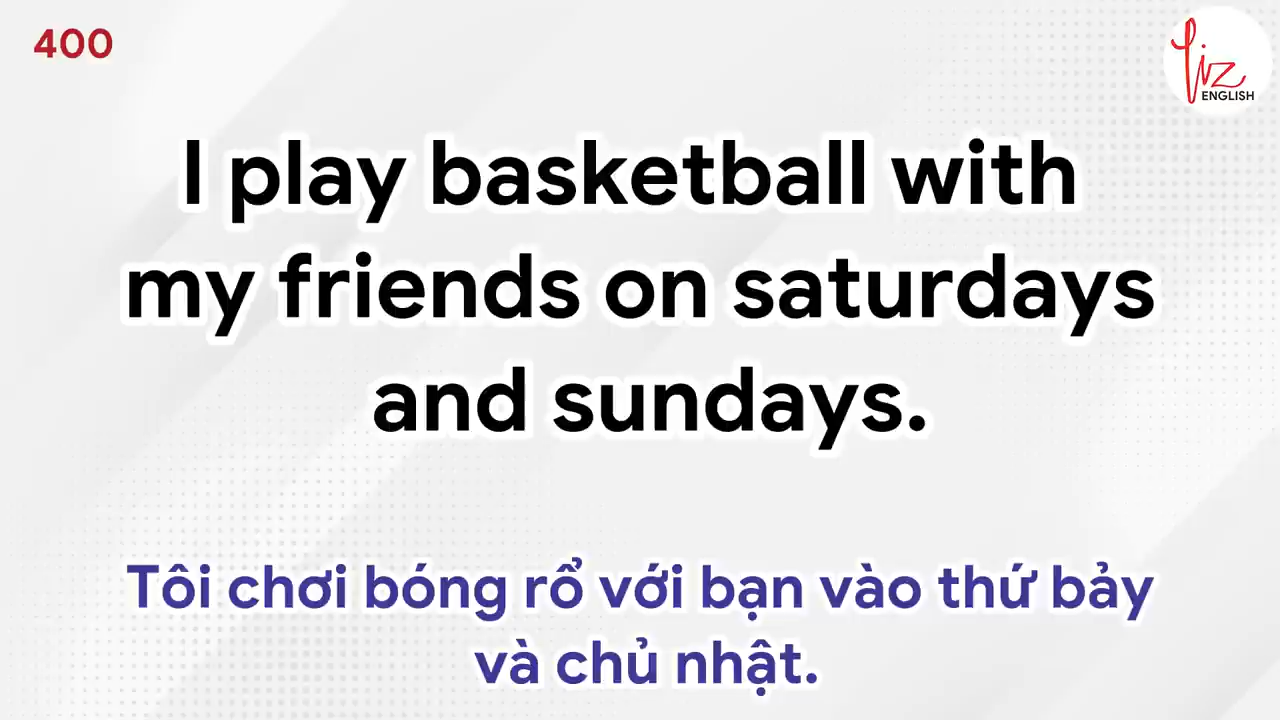 400
Liz
ENGLISH
I play basketball with
my friends on saturdays
and sundays.
Tôi chơi bóng rổ với bạn vào thứ bảy
và chủ nhật.